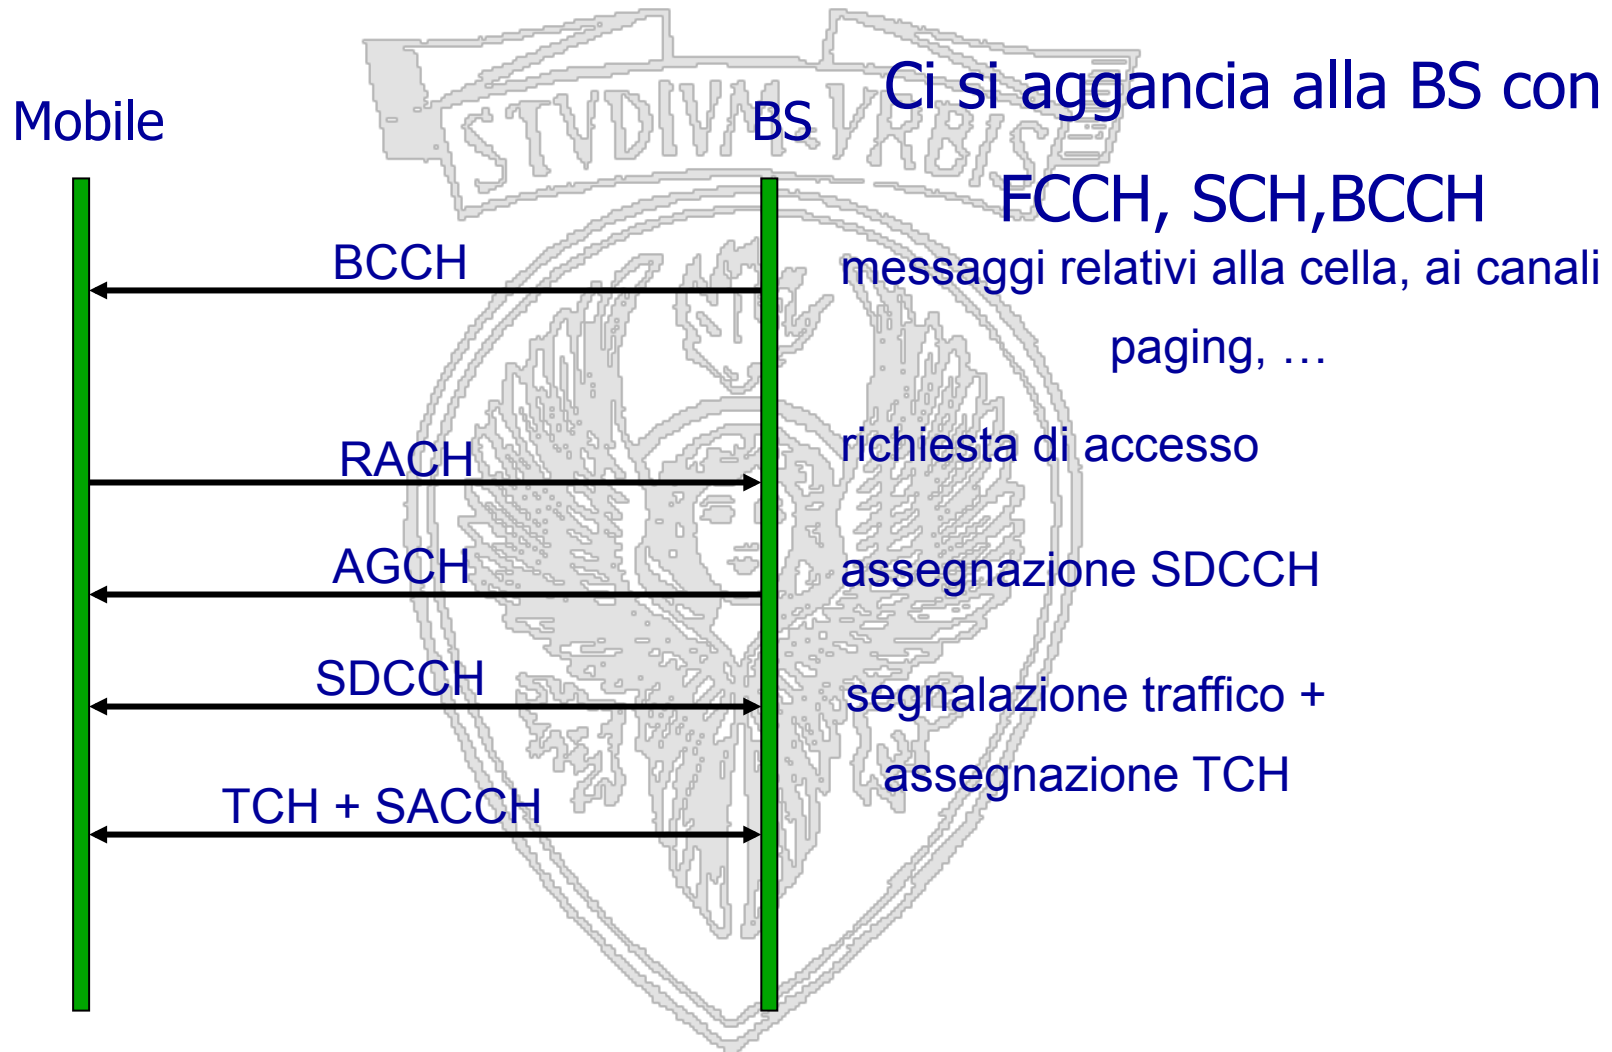 STVDIVM VRBIS
Mobile
BS
Ci si aggancia alla BS con
FCCH, SCH,BCCH
BCCH
messaggi relativi alla cella, ai canali
paging, …
RACH
richiesta di accesso
AGCH
assegnazione SDCCH
SDCCH
segnalazione traffico +
assegnazione TCH
TCH + SACCH